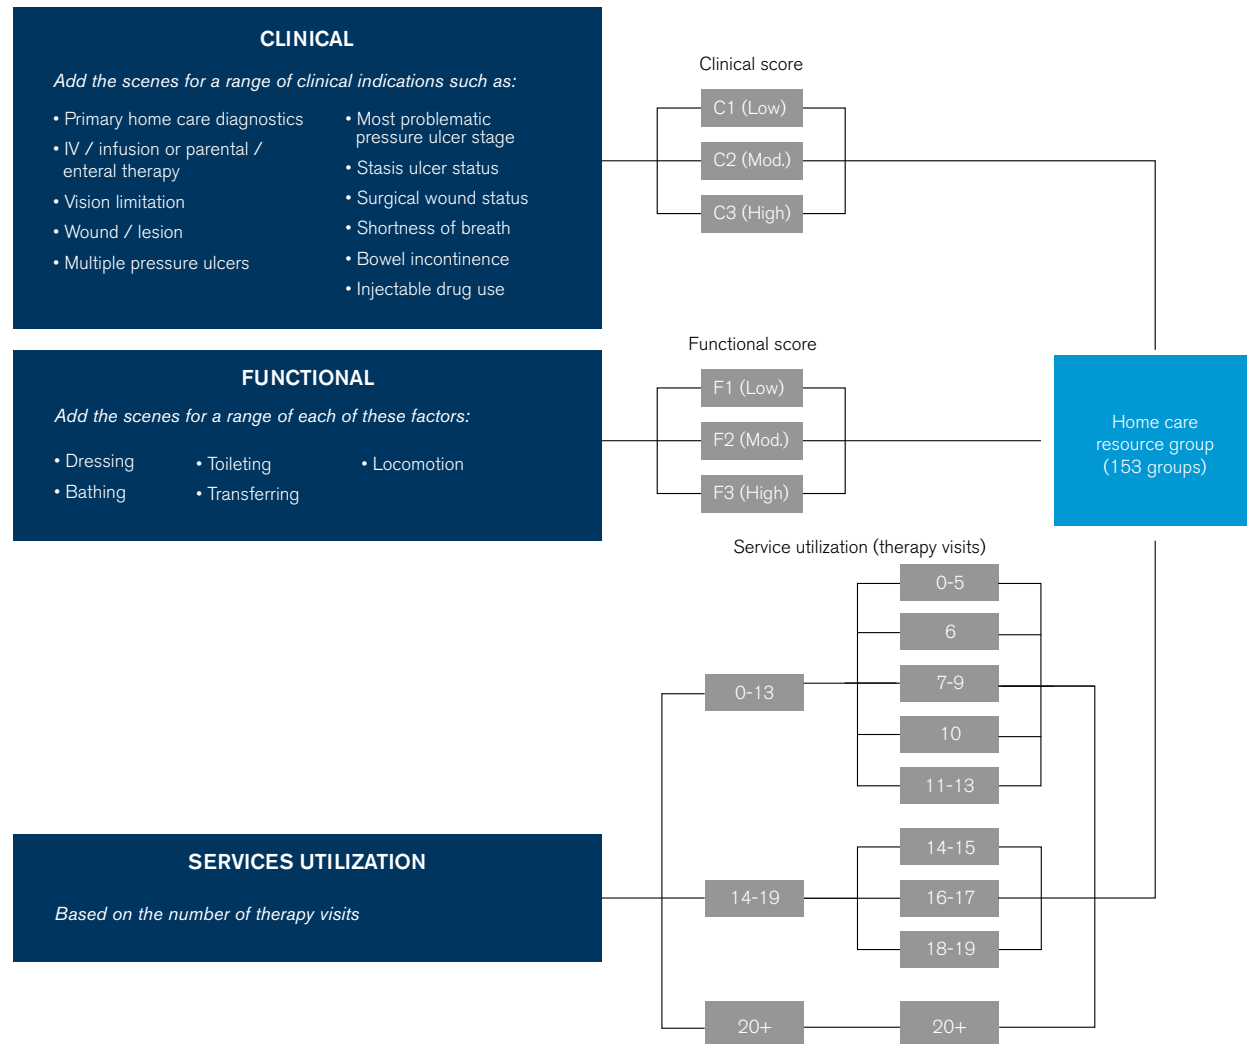 CLINICAL
Add the scenes for a range of clinical indications such as:
• Primary home care diagnostics
• IV / infusion or parental /
enteral therapy
• Vision limitation
• Wound / lesion
• Multiple pressure ulcers
• Most problematic
pressure ulcer stage
• Stasis ulcer status
• Surgical wound status
• Shortness of breath
• Bowel incontinence
• Injectable drug use
Clinical score
C1 (Low)
C2 (Mod.)
C3 (High)
FUNCTIONAL
Add the scenes for a range of each of these factors:
• Dressing
• Bathing
• Toileting
• Transferring
• Locomotion
Functional score
F1 (Low)
F2 (Mod.)
F3 (High)
Home care
resource group
(153 groups)
Service utilization (therapy visits)
0-5
6
7-9
10
11-13
0-13
SERVICES UTILIZATION
Based on the number of therapy visits
14-19
14-15
16-17
18-19
20+
20+